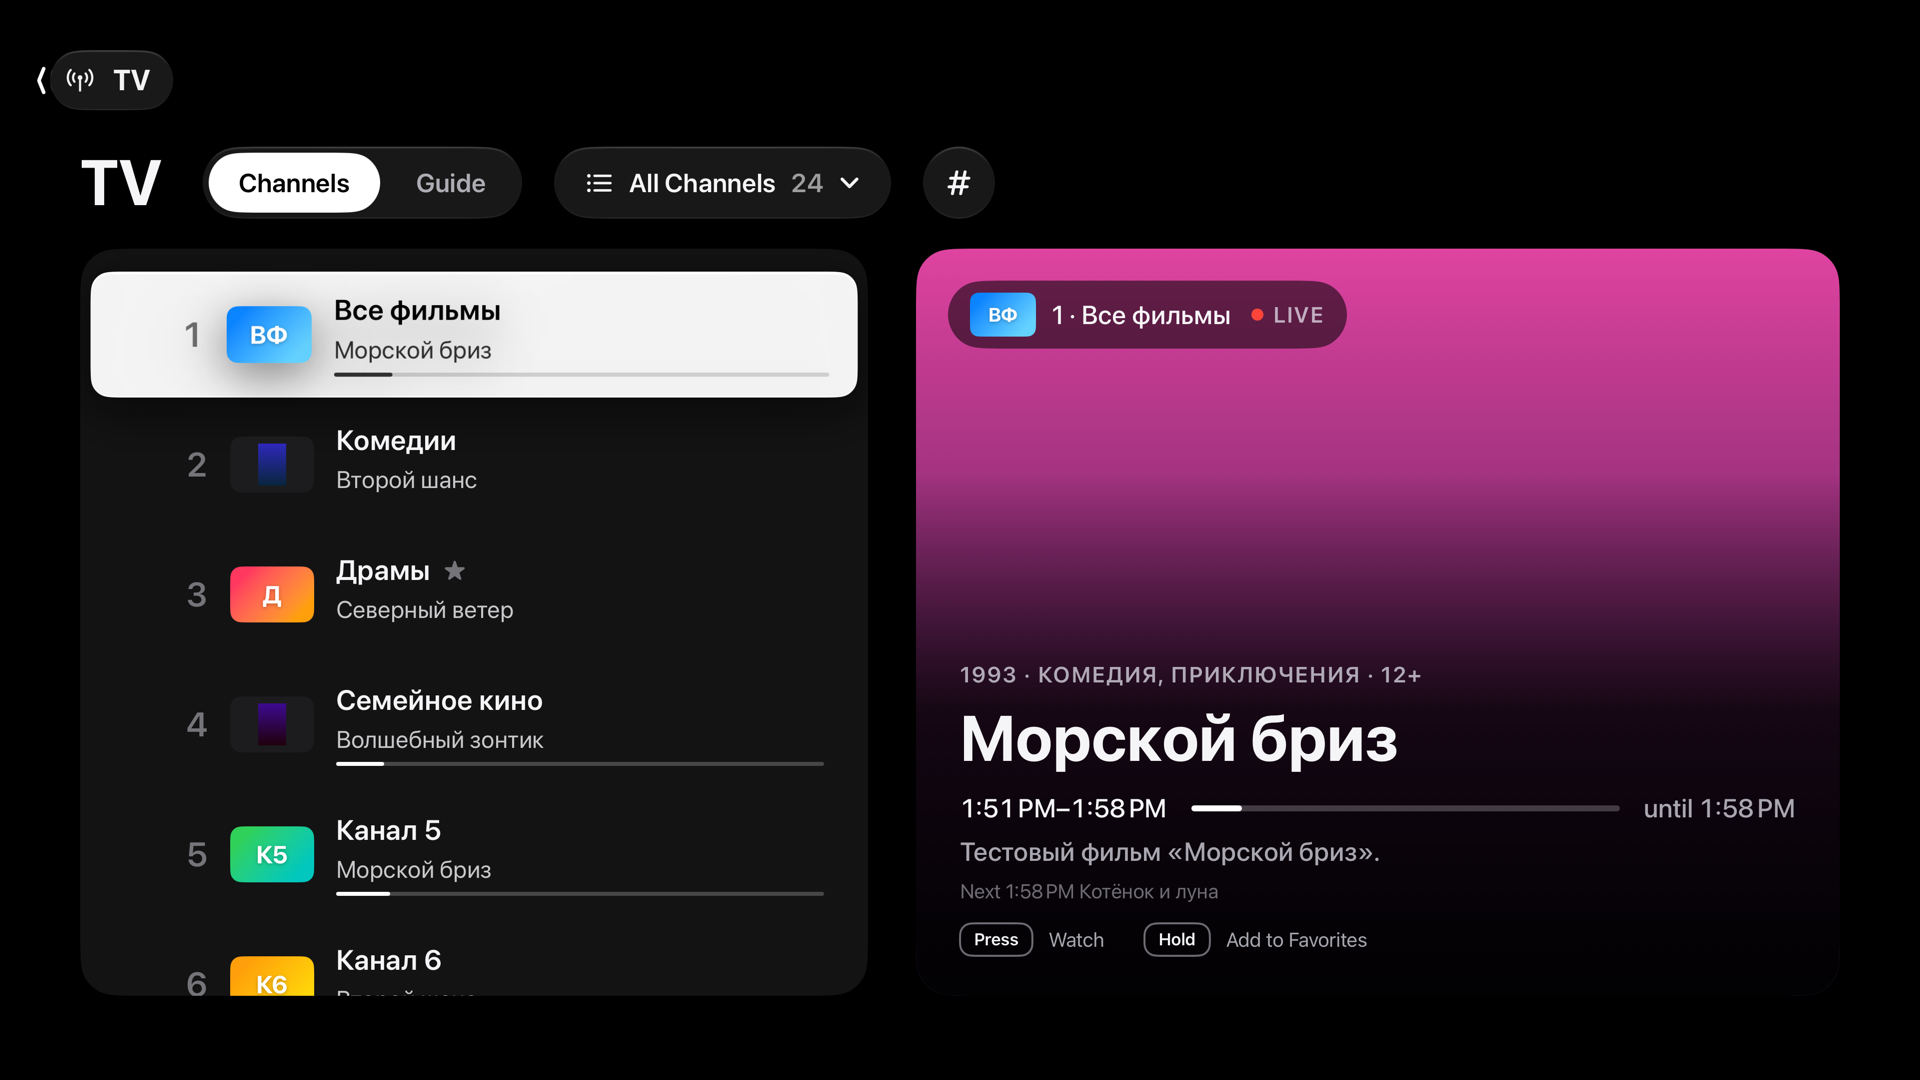 TV
TV
Channels
Guide
All Channels 24
#
1
ВФ
Все фильмы
Морской бриз
2
Комедии
Второй шанс
3
Д
Драмы
Северный ветер
4
Семейное кино
Волшебный зонтик
5
К5
Канал 5
Морской бриз
6
К6
Канал 6
ВФ 1 · Все фильмы LIVE
1993 · КОМЕДИЯ, ПРИКЛЮЧЕНИЯ · 12+
Морской бриз
1:51 PM–1:58 PM until 1:58 PM
Тестовый фильм «Морской бриз».
Next 1:58 PM Котёнок и луна
Press Watch Hold Add to Favorites